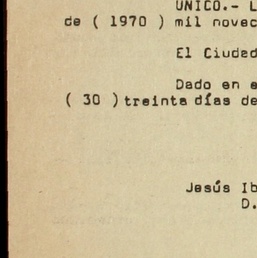 UNICO.- L
de ( 1970 ) mil novec
El Ciudad
Dado en e
( 30 )treinta días de
Jesús Ib
D.